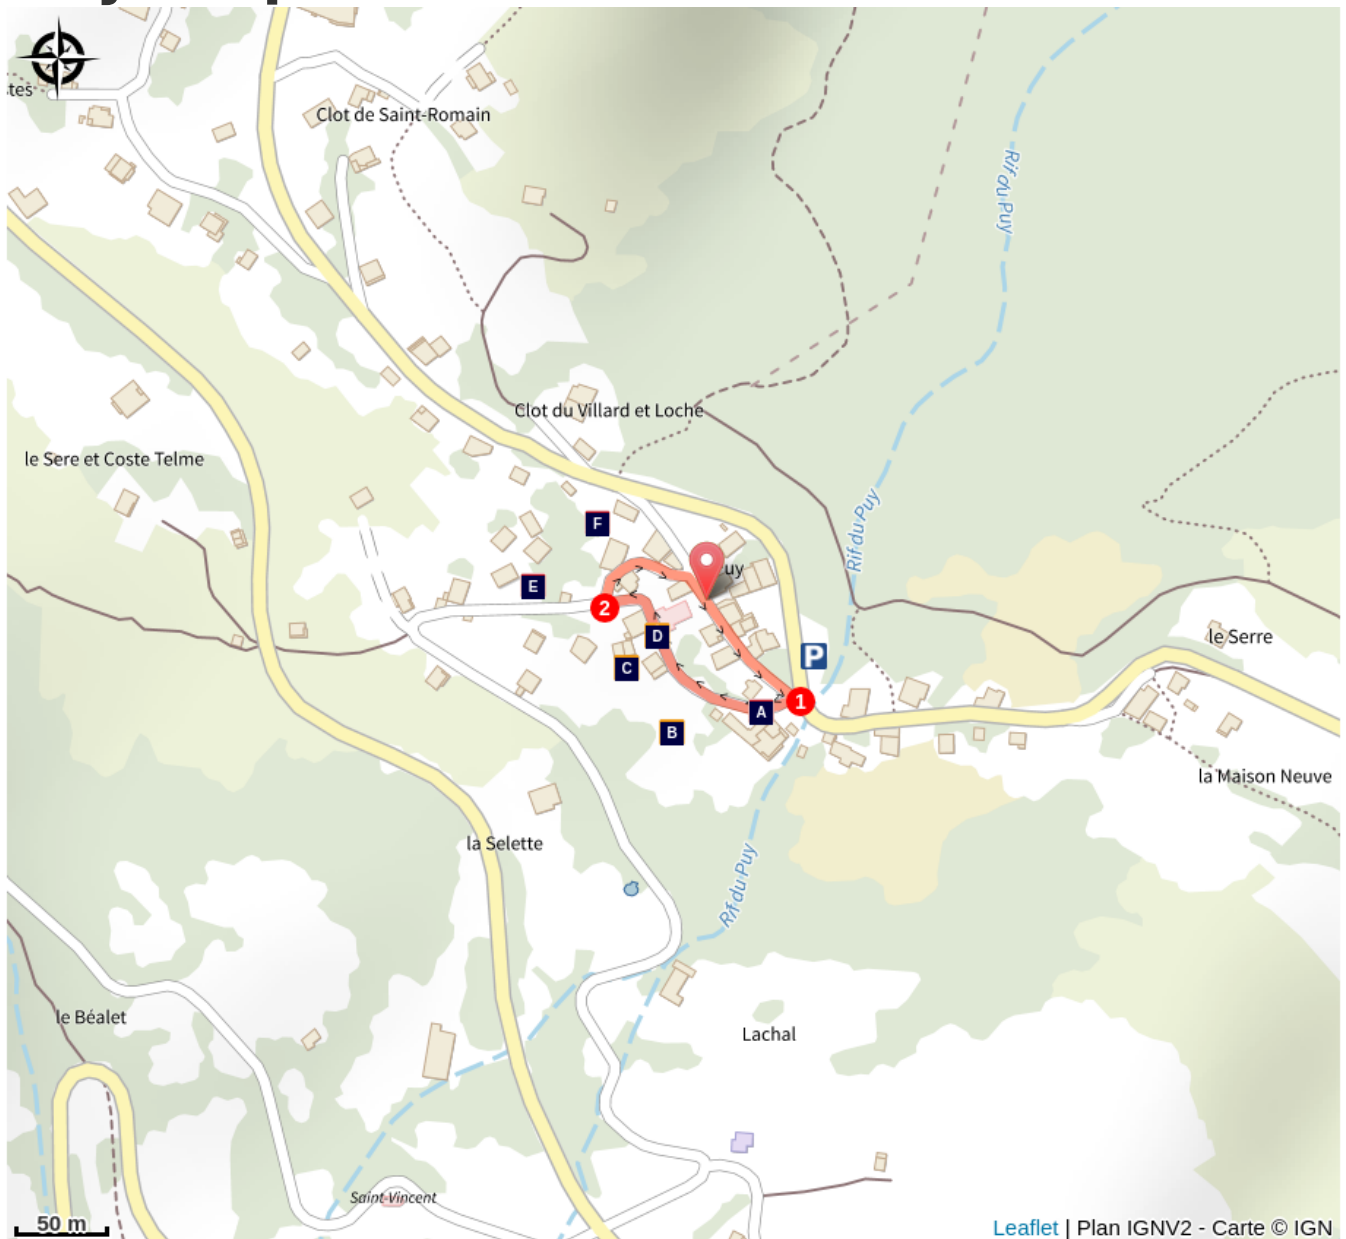 stes
Clot de Saint-Romain
Rif du Puy
Clot du Villard et Loche
le Sere et Coste Telme
Rif du Puy
F
E
2
D
C
P
1
A
B
le Serre
la Maison Neuve
la Selette
Rif du Puy
le Béalet
Lachal
Saint-Vincent
50 m
Leaflet | Plan IGNV2 - Carte © IGN